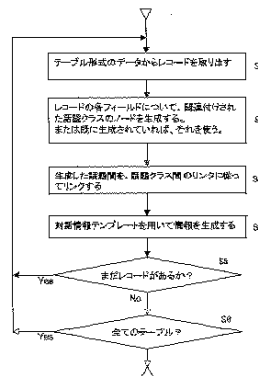 テーブル形式のデータからレコードを取り出す
S
レコードの各フィールドについて、関連付けされ
た話題クラスのノードを生成する。
または既に生成されていれば、それを使う。
S
生成した話題間を、話題クラス間のリンクに従っ
てリンクする
S
対話情報テンプレートを用いて情報を生成する
S
S5
まだレコードがあるか?
Yes
No
S6
全てのテーブル?
Yes